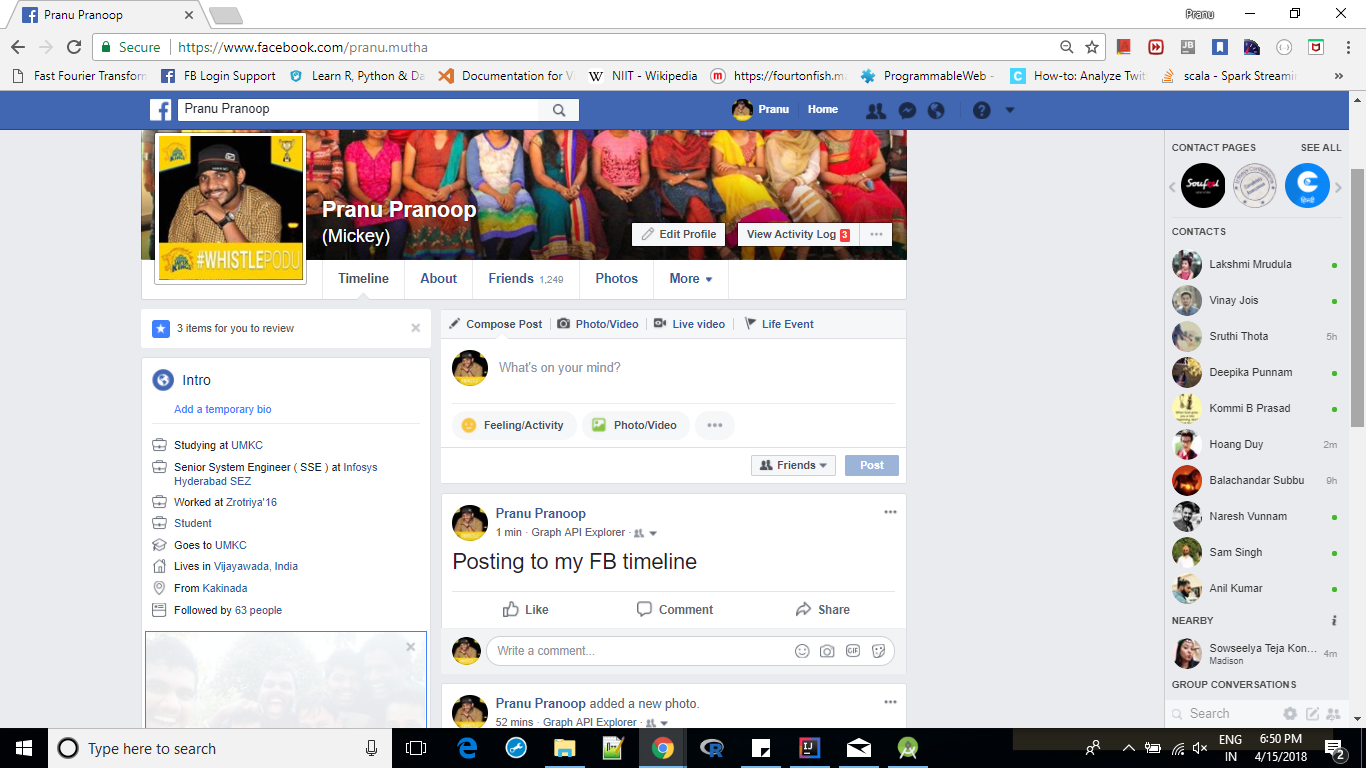 Pranu Pranoop
Pranu
Secure
https://www.facebook.com/pranu.mutha
Fast Fourier Transform
FB Login Support
Learn R, Python & Da
Documentation for V
W NIIT - Wikipedia
https://fourtonfish.ma
ProgrammableWeb -
How-to: Analyze Twit
scala - Spark Streami
Pranu Pranoop
Pranu
Home
Pranu Pranoop
(Mickey)
#WHISTLEPODU
Edit Profile
View Activity Log 3
Timeline
About
Friends 1,249
Photos
More
3 items for you to review
Intro
Add a temporary bio
Studying at UMKC
Senior System Engineer ( SSE ) at Infosys
Hyderabad SEZ
Worked at Zrotriya'16
Student
Goes to UMKC
Lives in Vijayawada, India
From Kakinada
Followed by 63 people
Compose Post
Photo/Video
Live video
Life Event
What's on your mind?
Feeling/Activity
Photo/Video
Friends
Post
Pranu Pranoop
1 min · Graph API Explorer ·
Posting to my FB timeline
Like
Comment
Share
Write a comment...
GIF
Pranu Pranoop added a new photo.
52 mins · Graph API Explorer ·
CONTACT PAGES
SEE ALL
Soufeel
CONTACTS
Lakshmi Mrudula
Vinay Jois
Sruthi Thota 5h
Deepika Punnam
Kommi B Prasad
Hoang Duy 2m
Balachandar Subbu 9h
Naresh Vunnam
Sam Singh
Anil Kumar
NEARBY
Sowseelya Teja Kon... 4m
Madison
GROUP CONVERSATIONS
Search
Type here to search
ENG
IN
6:50 PM
4/15/2018
2